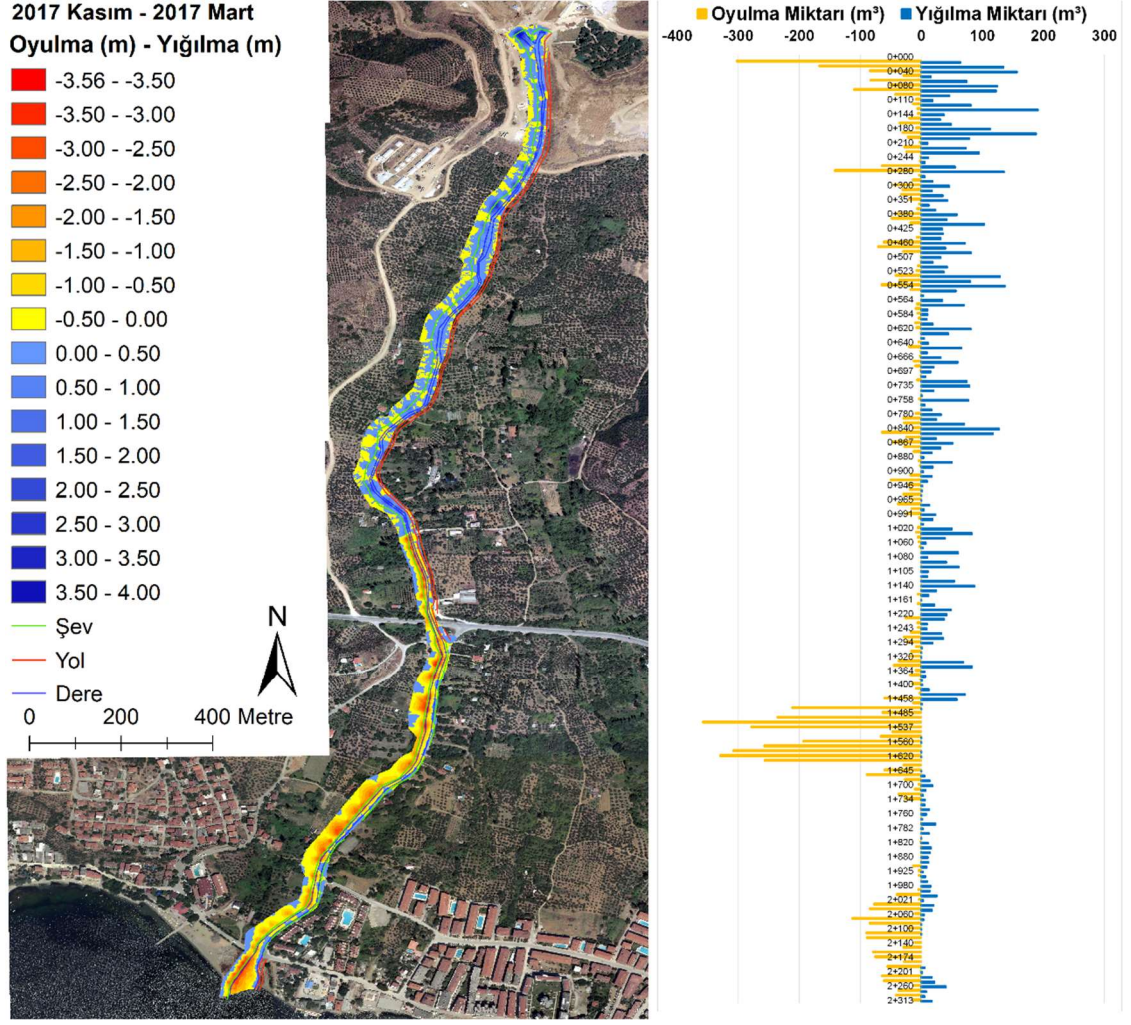 2017 Kasım - 2017 Mart
Oyulma (m) - Yığılma (m)
-3.56 - -3.50
-3.50 - -3.00
-3.00 - -2.50
-2.50 - -2.00
-2.00 - -1.50
-1.50 - -1.00
-1.00 - -0.50
-0.50 - 0.00
0.00 - 0.50
0.50 - 1.00
1.00 - 1.50
1.50 - 2.00
2.00 - 2.50
2.50 - 3.00
3.00 - 3.50
3.50 - 4.00
Şev
Yol
Dere
N
0 200 400 Metre
Oyulma Miktarı (m³) Yığılma Miktarı (m³)
-400 -300 -200 -100 0 100 200 300
0+000
0+040
0+080
0+110
0+144
0+180
0+210
0+244
0+280
0+300
0+351
0+380
0+425
0+460
0+507
0+523
0+554
0+564
0+584
0+620
0+640
0+666
0+697
0+735
0+758
0+780
0+840
0+867
0+880
0+900
0+946
0+965
0+991
1+020
1+060
1+080
1+105
1+140
1+161
1+220
1+243
1+294
1+320
1+364
1+400
1+458
1+485
1+537
1+560
1+620
1+645
1+700
1+734
1+760
1+782
1+820
1+880
1+925
1+980
2+021
2+060
2+100
2+140
2+174
2+201
2+260
2+313